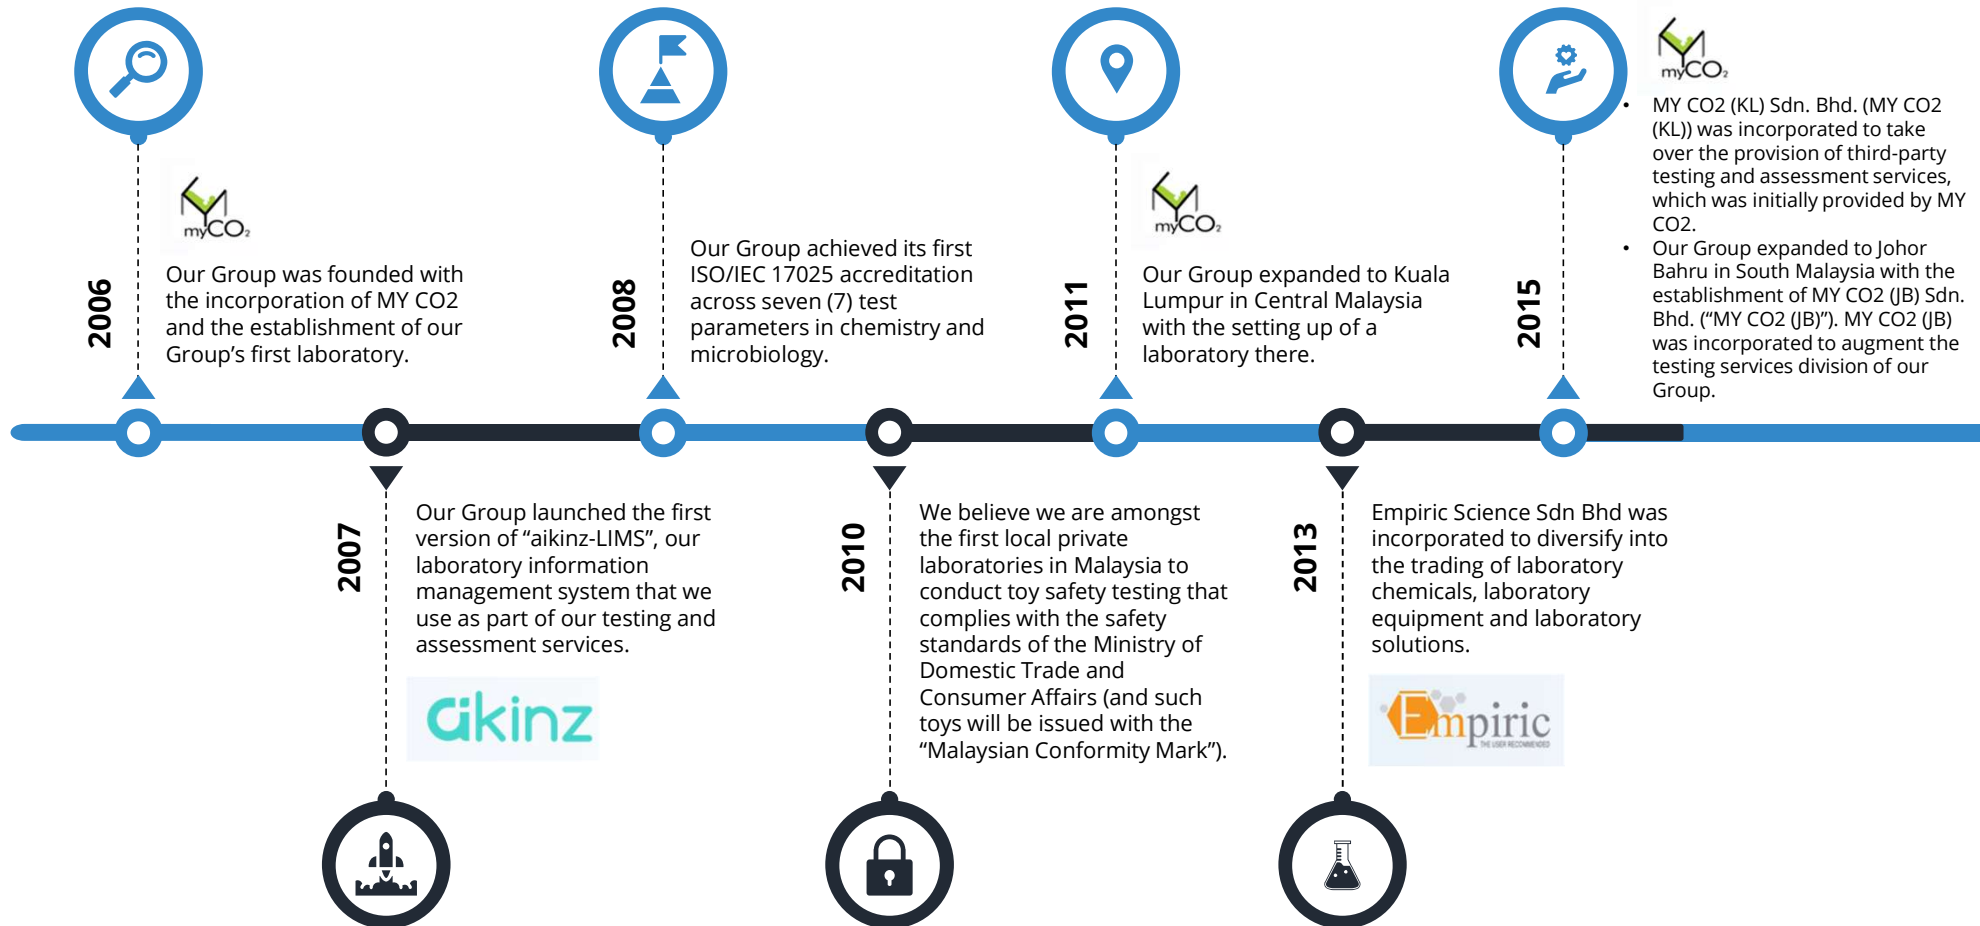 myCO₂
MY CO2 (KL) Sdn. Bhd. (MY CO2
(KL)) was incorporated to take
over the provision of third-party
testing and assessment services,
which was initially provided by MY
CO2.
Our Group expanded to Johor
Bahru in South Malaysia with the
establishment of MY CO2 (JB) Sdn.
Bhd. (“MY CO2 (JB)”). MY CO2 (JB)
was incorporated to augment the
testing services division of our
Group.
2015
myCO₂
2006
Our Group was founded with
the incorporation of MY CO2
and the establishment of our
Group’s first laboratory.
2008
Our Group achieved its first
ISO/IEC 17025 accreditation
across seven (7) test
parameters in chemistry and
microbiology.
myCO₂
2011
Our Group expanded to Kuala
Lumpur in Central Malaysia
with the setting up of a
laboratory there.
2007
Our Group launched the first
version of “aikinz-LIMS”, our
laboratory information
management system that we
use as part of our testing and
assessment services.
aikinz
2010
We believe we are amongst
the first local private
laboratories in Malaysia to
conduct toy safety testing that
complies with the safety
standards of the Ministry of
Domestic Trade and
Consumer Affairs (and such
toys will be issued with the
“Malaysian Conformity Mark”).
2013
Empiric Science Sdn Bhd was
incorporated to diversify into
the trading of laboratory
chemicals, laboratory
equipment and laboratory
solutions.
Empiric
THE USER RECOMMENDED